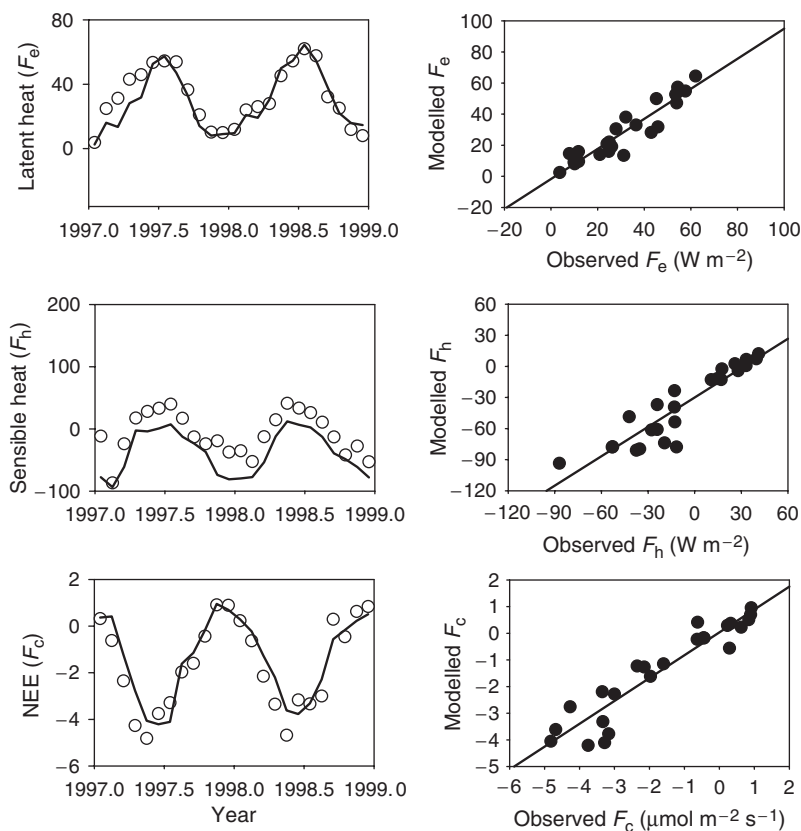 80
40
0
Latent heat (Fe)
1997.0 1997.5 1998.0 1998.5 1999.0
100
80
60
40
20
0
−20
Modelled Fe
−20 0 20 40 60 80 100
Observed Fe (W m−2)
200
100
0
−100
Sensible heat (Fh)
1997.0 1997.5 1998.0 1998.5 1999.0
60
30
0
−30
−60
−90
−120
Modelled Fh
−120 −90 −60 −30 0 30 60
Observed Fh (W m−2)
2
0
−2
−4
−6
NEE (Fc)
1997.0 1997.5 1998.0 1998.5 1999.0
Year
2
1
0
−1
−2
−3
−4
−5
Modelled Fc
−6 −5 −4 −3 −2 −1 0 1 2
Observed Fc (μmol m−2 s−1)